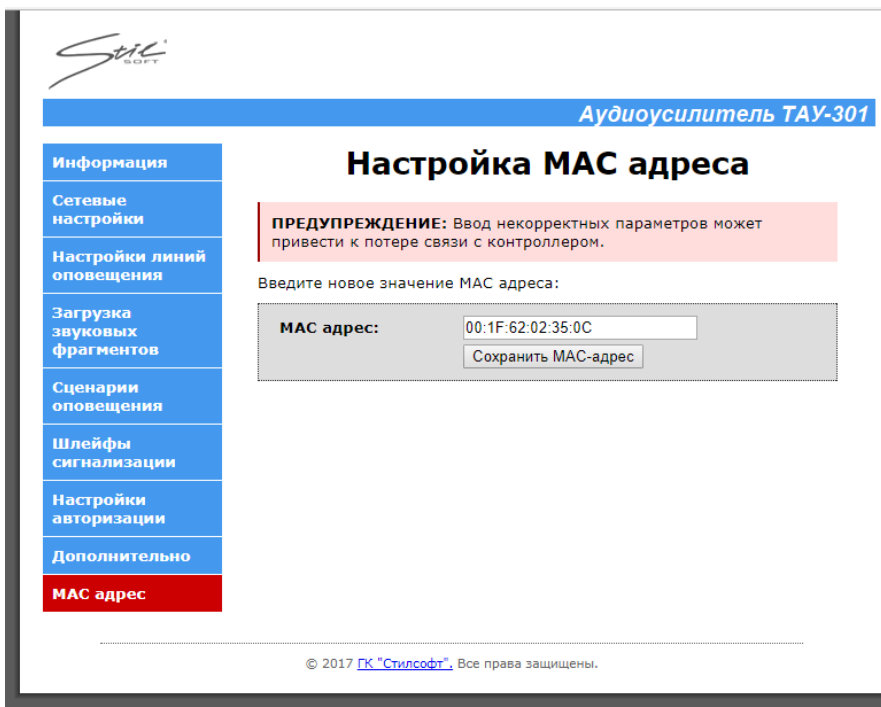 Stil
SOFT
Аудиоусилитель ТАУ-301
Информация
Сетевые
настройки
Настройки линий
оповещения
Загрузка
звуковых
фрагментов
Сценарии
оповещения
Шлейфы
сигнализации
Настройки
авторизации
Дополнительно
MAC адрес
Настройка MAC адреса
ПРЕДУПРЕЖДЕНИЕ: Ввод некорректных параметров может
привести к потере связи с контроллером.
Введите новое значение MAC адреса:
MAC адрес: 00:1F:62:02:35:0C
Сохранить MAC-адрес
© 2017 ГК "Стилсофт". Все права защищены.